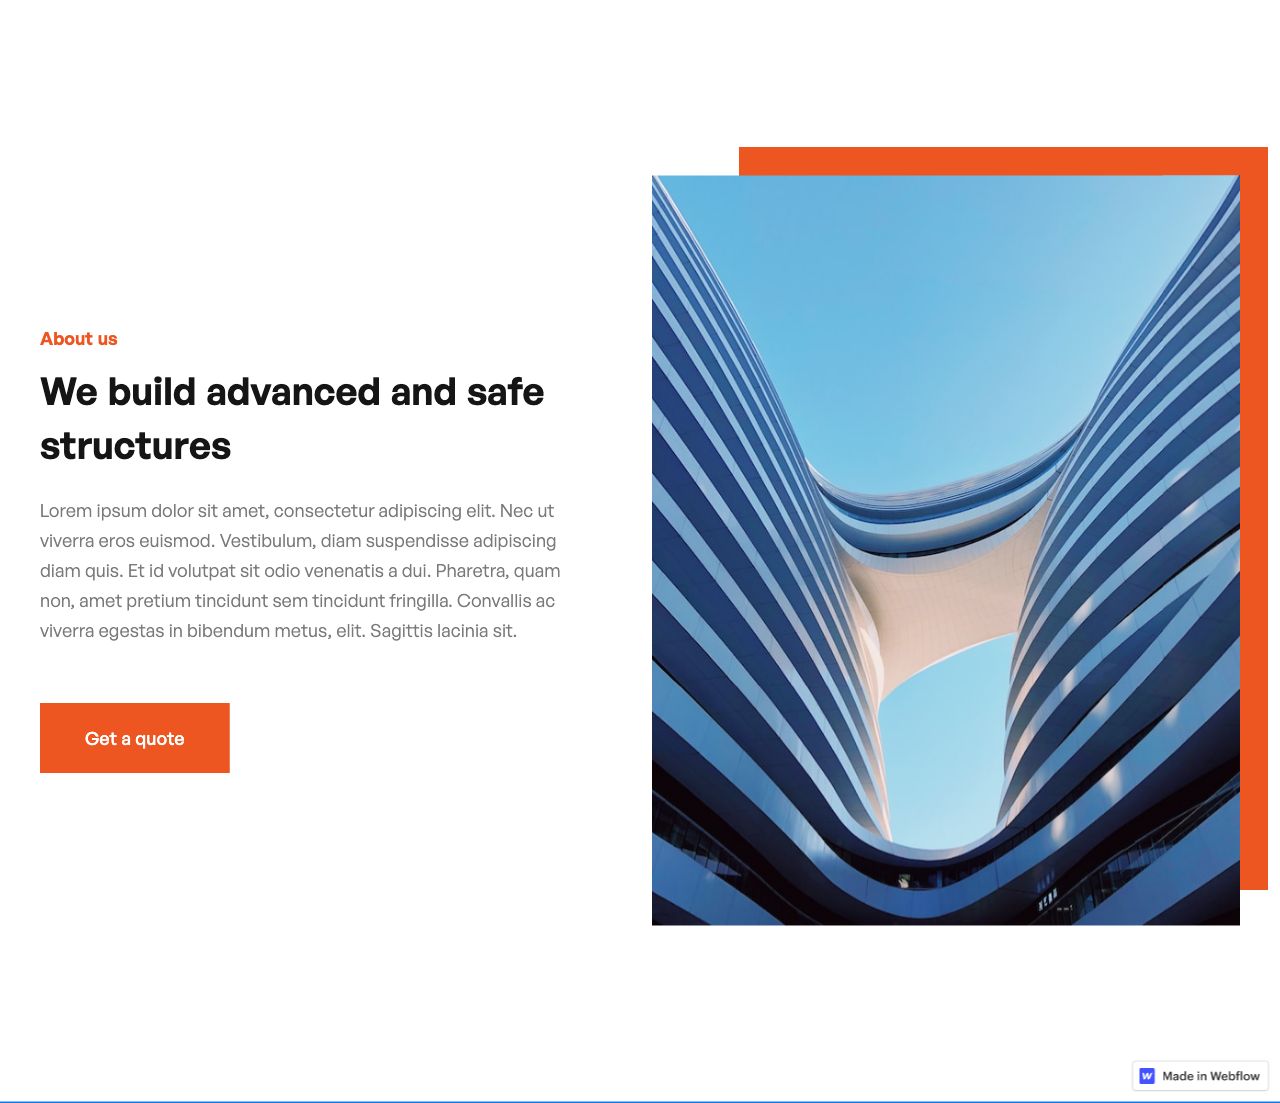 About us
We build advanced and safe
structures
Lorem ipsum dolor sit amet, consectetur adipiscing elit. Nec ut
viverra eros euismod. Vestibulum, diam suspendisse adipiscing
diam quis. Et id volutpat sit odio venenatis a dui. Pharetra, quam
non, amet pretium tincidunt sem tincidunt fringilla. Convallis ac
viverra egestas in bibendum metus, elit. Sagittis lacinia sit.
Get a quote
Made in Webflow